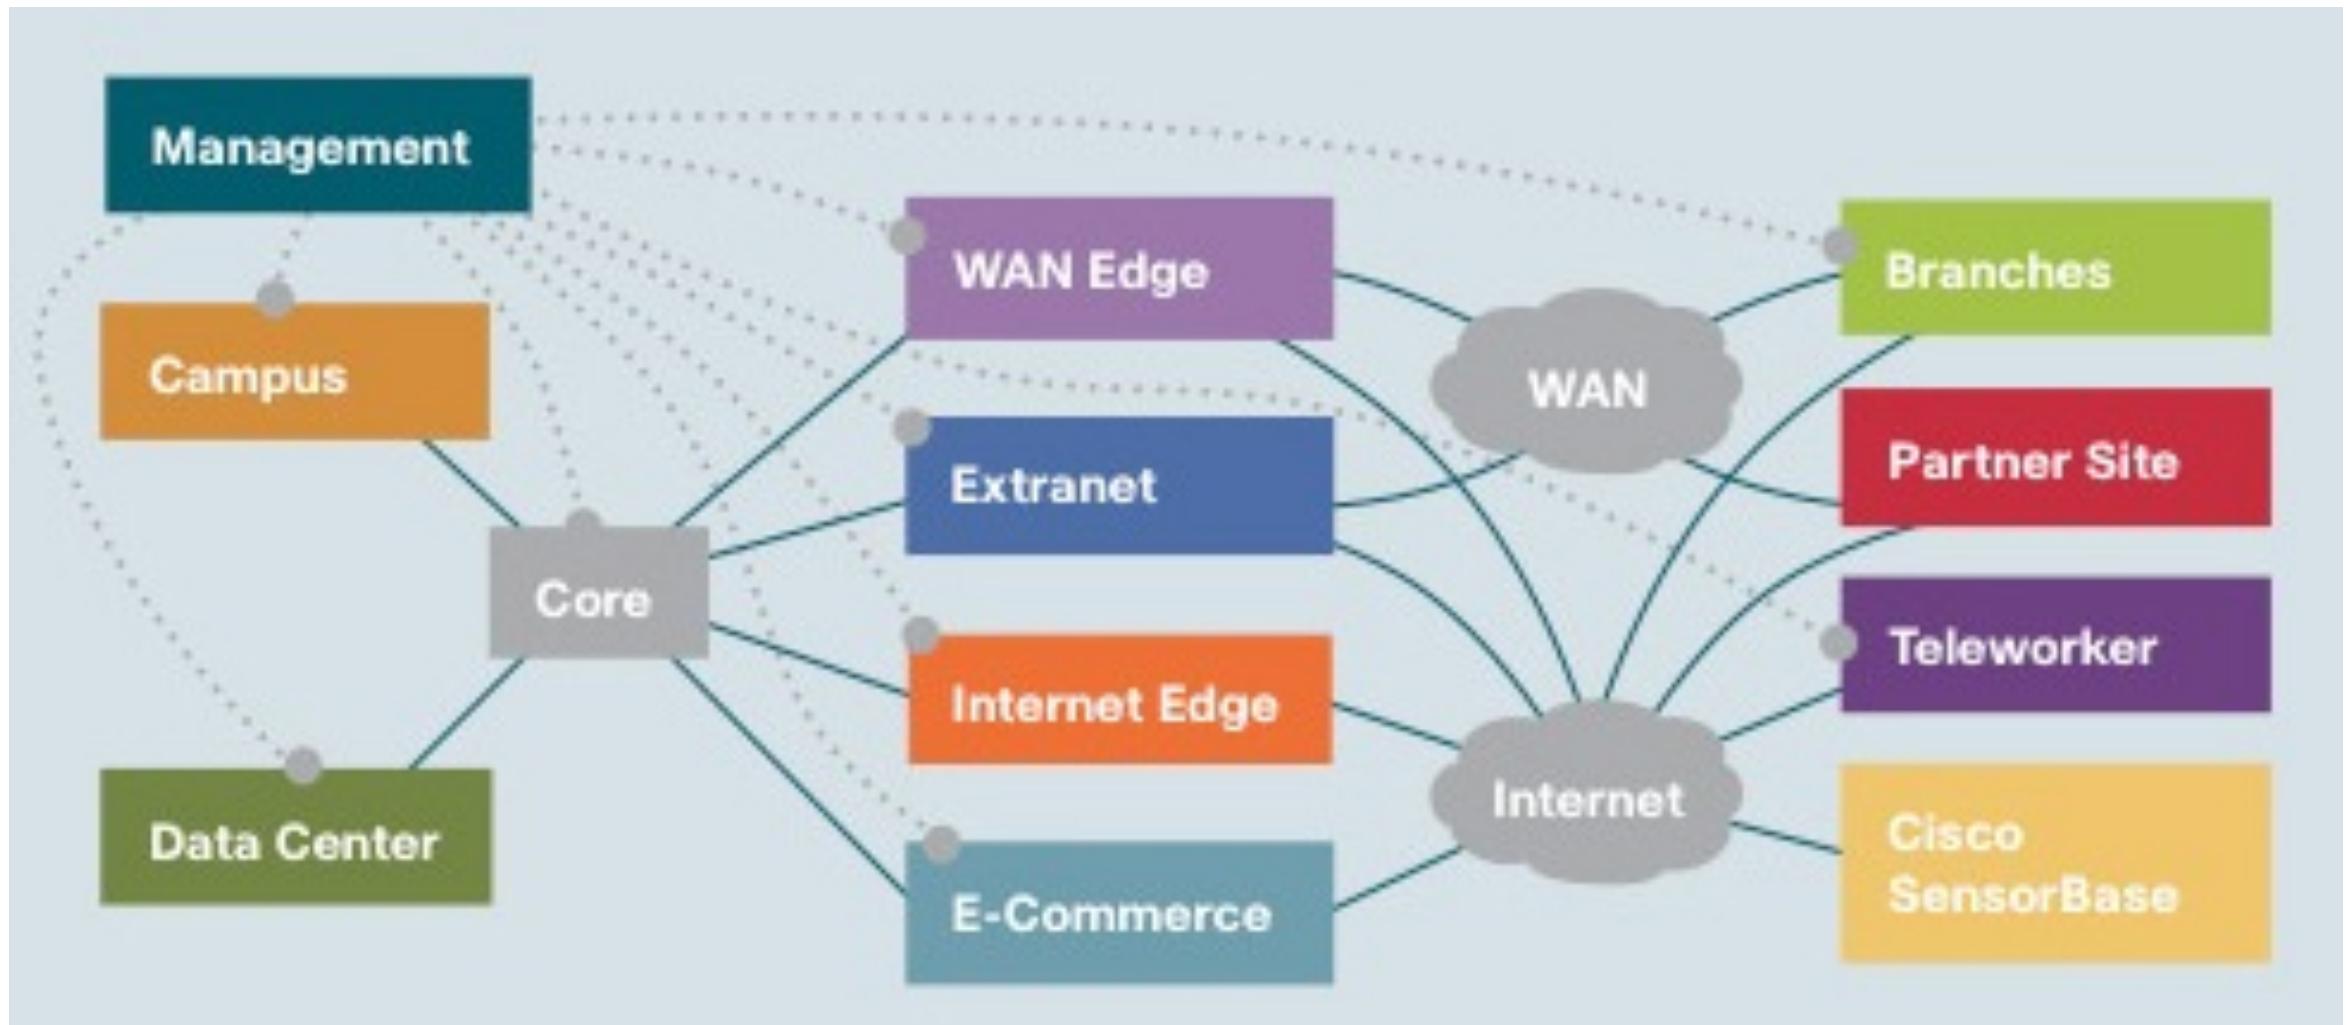 Management
WAN Edge
Branches
Campus
WAN
Extranet
Partner Site
Core
Teleworker
Internet Edge
Internet
Data Center
E-Commerce
Cisco
SensorBase